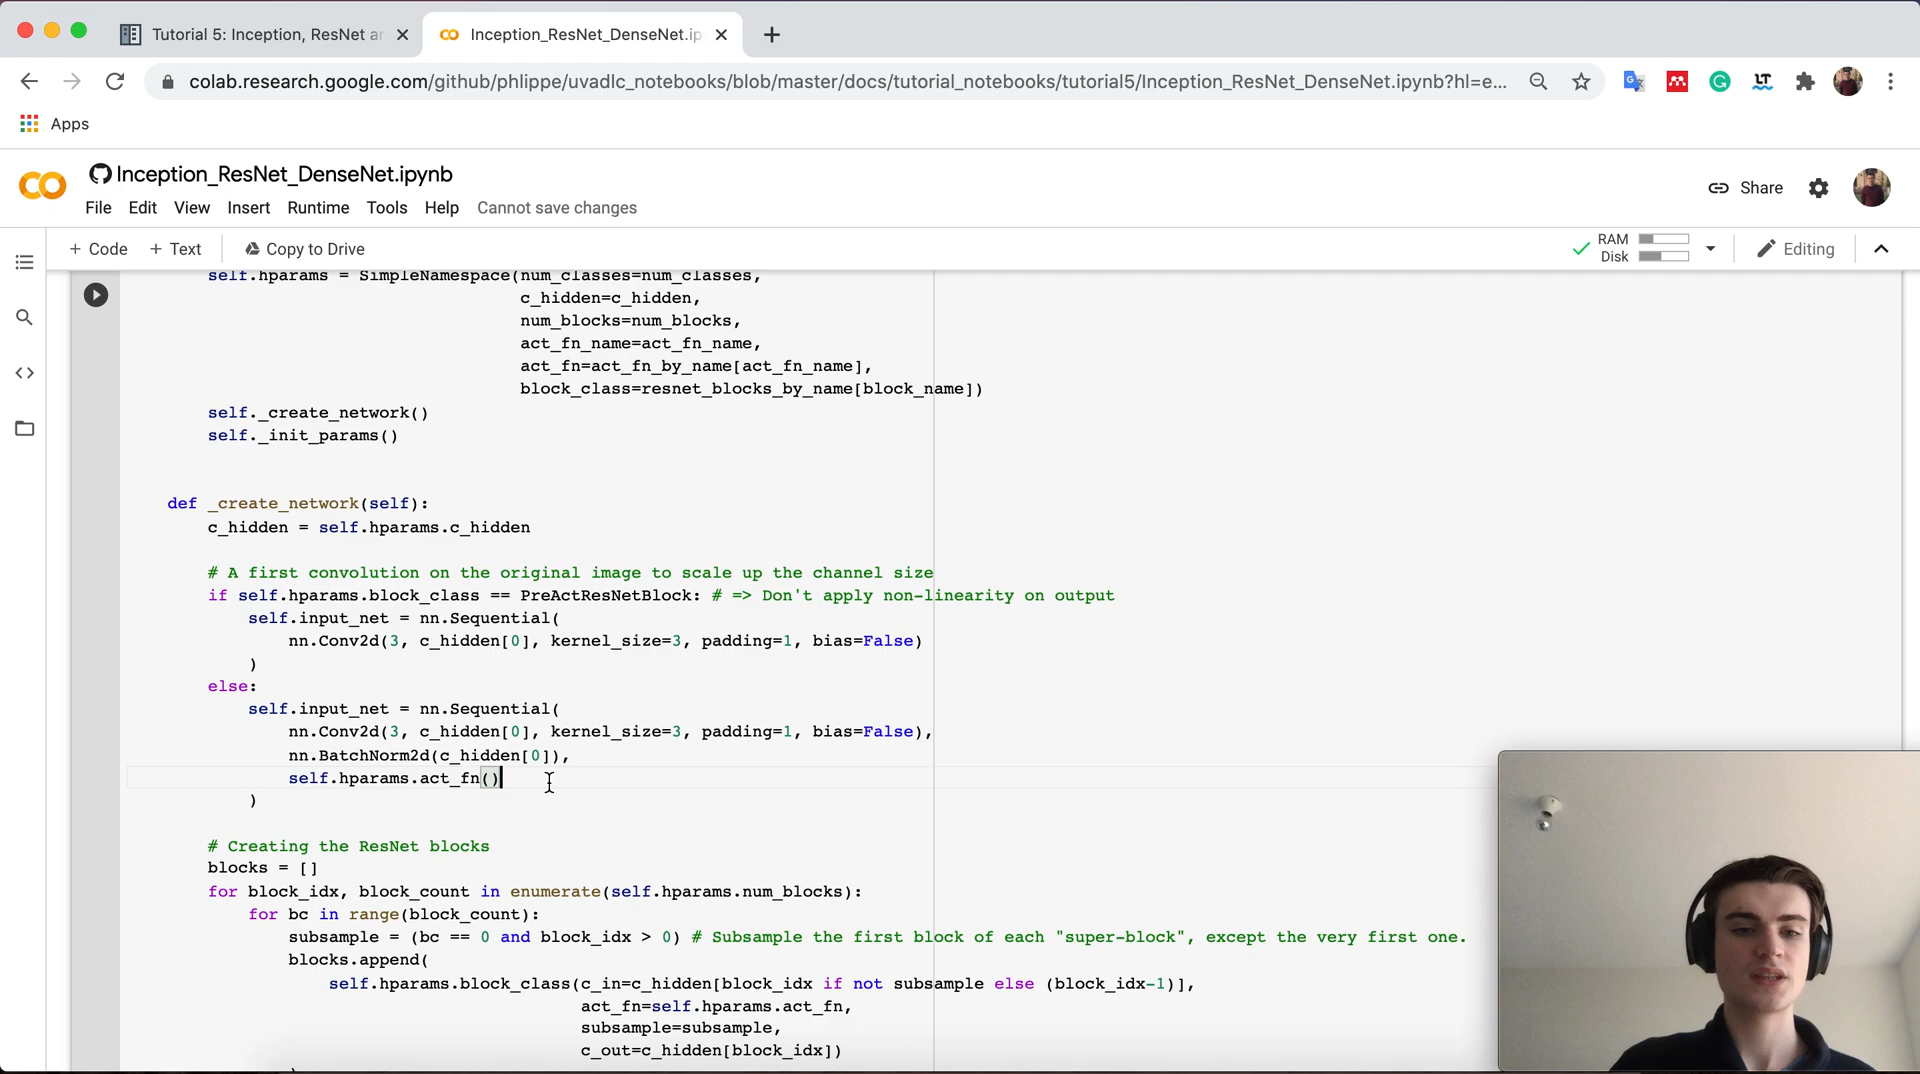 Tutorial 5: Inception, ResNet an
Inception_ResNet_DenseNet.ip
colab.research.google.com/github/phlippe/uvadlc_notebooks/blob/master/docs/tutorial_notebooks/tutorial5/Inception_ResNet_DenseNet.ipynb?hl=e...
Apps
Inception_ResNet_DenseNet.ipynb
Share
File Edit View Insert Runtime Tools Help Cannot save changes
+ Code + Text Copy to Drive
RAM
Disk
Editing
self.hparams = SimpleNamespace(num_classes=num_classes,
c_hidden=c_hidden,
num_blocks=num_blocks,
act_fn_name=act_fn_name,
act_fn=act_fn_by_name[act_fn_name],
block_class=resnet_blocks_by_name[block_name])
self._create_network()
self._init_params()
def _create_network(self):
c_hidden = self.hparams.c_hidden
# A first convolution on the original image to scale up the channel size
if self.hparams.block_class == PreActResNetBlock: # => Don't apply non-linearity on output
self.input_net = nn.Sequential(
nn.Conv2d(3, c_hidden[0], kernel_size=3, padding=1, bias=False)
)
else:
self.input_net = nn.Sequential(
nn.Conv2d(3, c_hidden[0], kernel_size=3, padding=1, bias=False),
nn.BatchNorm2d(c_hidden[0]),
self.hparams.act_fn()
)
# Creating the ResNet blocks
blocks = []
for block_idx, block_count in enumerate(self.hparams.num_blocks):
for bc in range(block_count):
subsample = (bc == 0 and block_idx > 0) # Subsample the first block of each "super-block", except the very first one.
blocks.append(
self.hparams.block_class(c_in=c_hidden[block_idx if not subsample else (block_idx-1)],
act_fn=self.hparams.act_fn,
subsample=subsample,
c_out=c_hidden[block_idx])